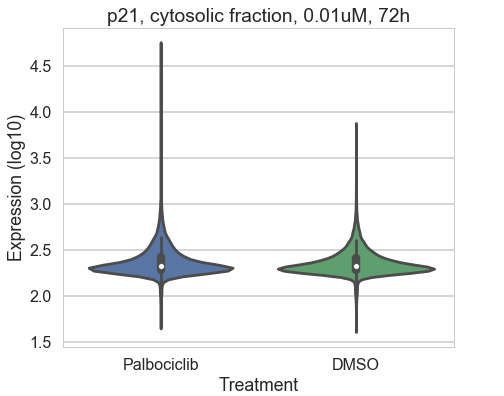 p21, cytosolic fraction, 0.01uM, 72h
Expression (log10)
4.5
4.0
3.5
3.0
2.5
2.0
1.5
Palbociclib DMSO
Treatment